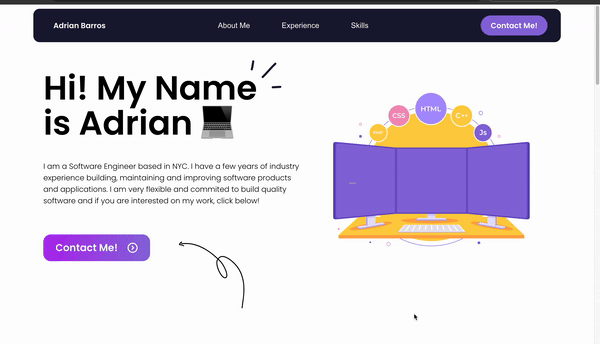 Adrian Barros
About Me
Experience
Skills
Contact Me!
Hi! My Name
is Adrian
I am a Software Engineer based in NYC. I have a few years of industry
experience building, maintaining and improving software products
and applications. I am very flexible and commited to build quality
software and if you are interested on my work, click below!
Contact Me!
HTML
CSS
C++
PHP
Js